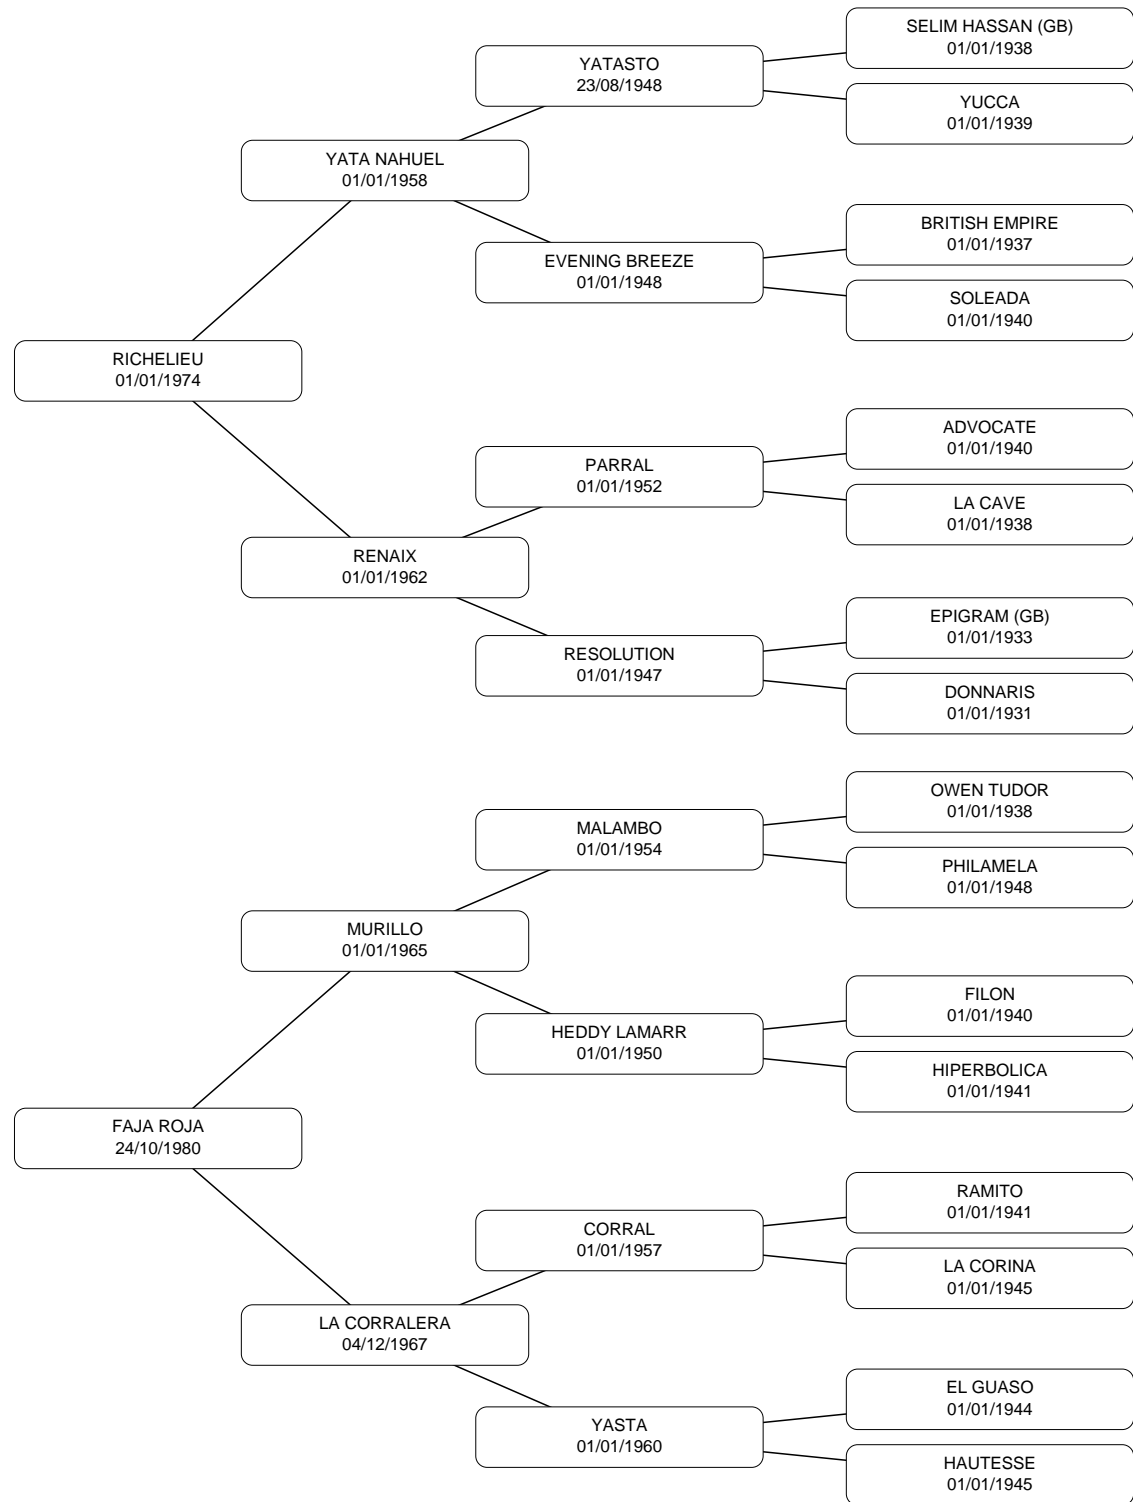 SELIM HASSAN (GB)
01/01/1938
YATASTO
23/08/1948
YUCCA
01/01/1939
YATA NAHUEL
01/01/1958
BRITISH EMPIRE
01/01/1937
EVENING BREEZE
01/01/1948
SOLEADA
01/01/1940
RICHELIEU
01/01/1974
ADVOCATE
01/01/1940
PARRAL
01/01/1952
LA CAVE
01/01/1938
RENAIX
01/01/1962
EPIGRAM (GB)
01/01/1933
RESOLUTION
01/01/1947
DONNARIS
01/01/1931
OWEN TUDOR
01/01/1938
MALAMBO
01/01/1954
PHILAMELA
01/01/1948
MURILLO
01/01/1965
FILON
01/01/1940
HEDDY LAMARR
01/01/1950
HIPERBOLICA
01/01/1941
FAJA ROJA
24/10/1980
RAMITO
01/01/1941
CORRAL
01/01/1957
LA CORINA
01/01/1945
LA CORRALERA
04/12/1967
EL GUASO
01/01/1944
YASTA
01/01/1960
HAUTESSE
01/01/1945